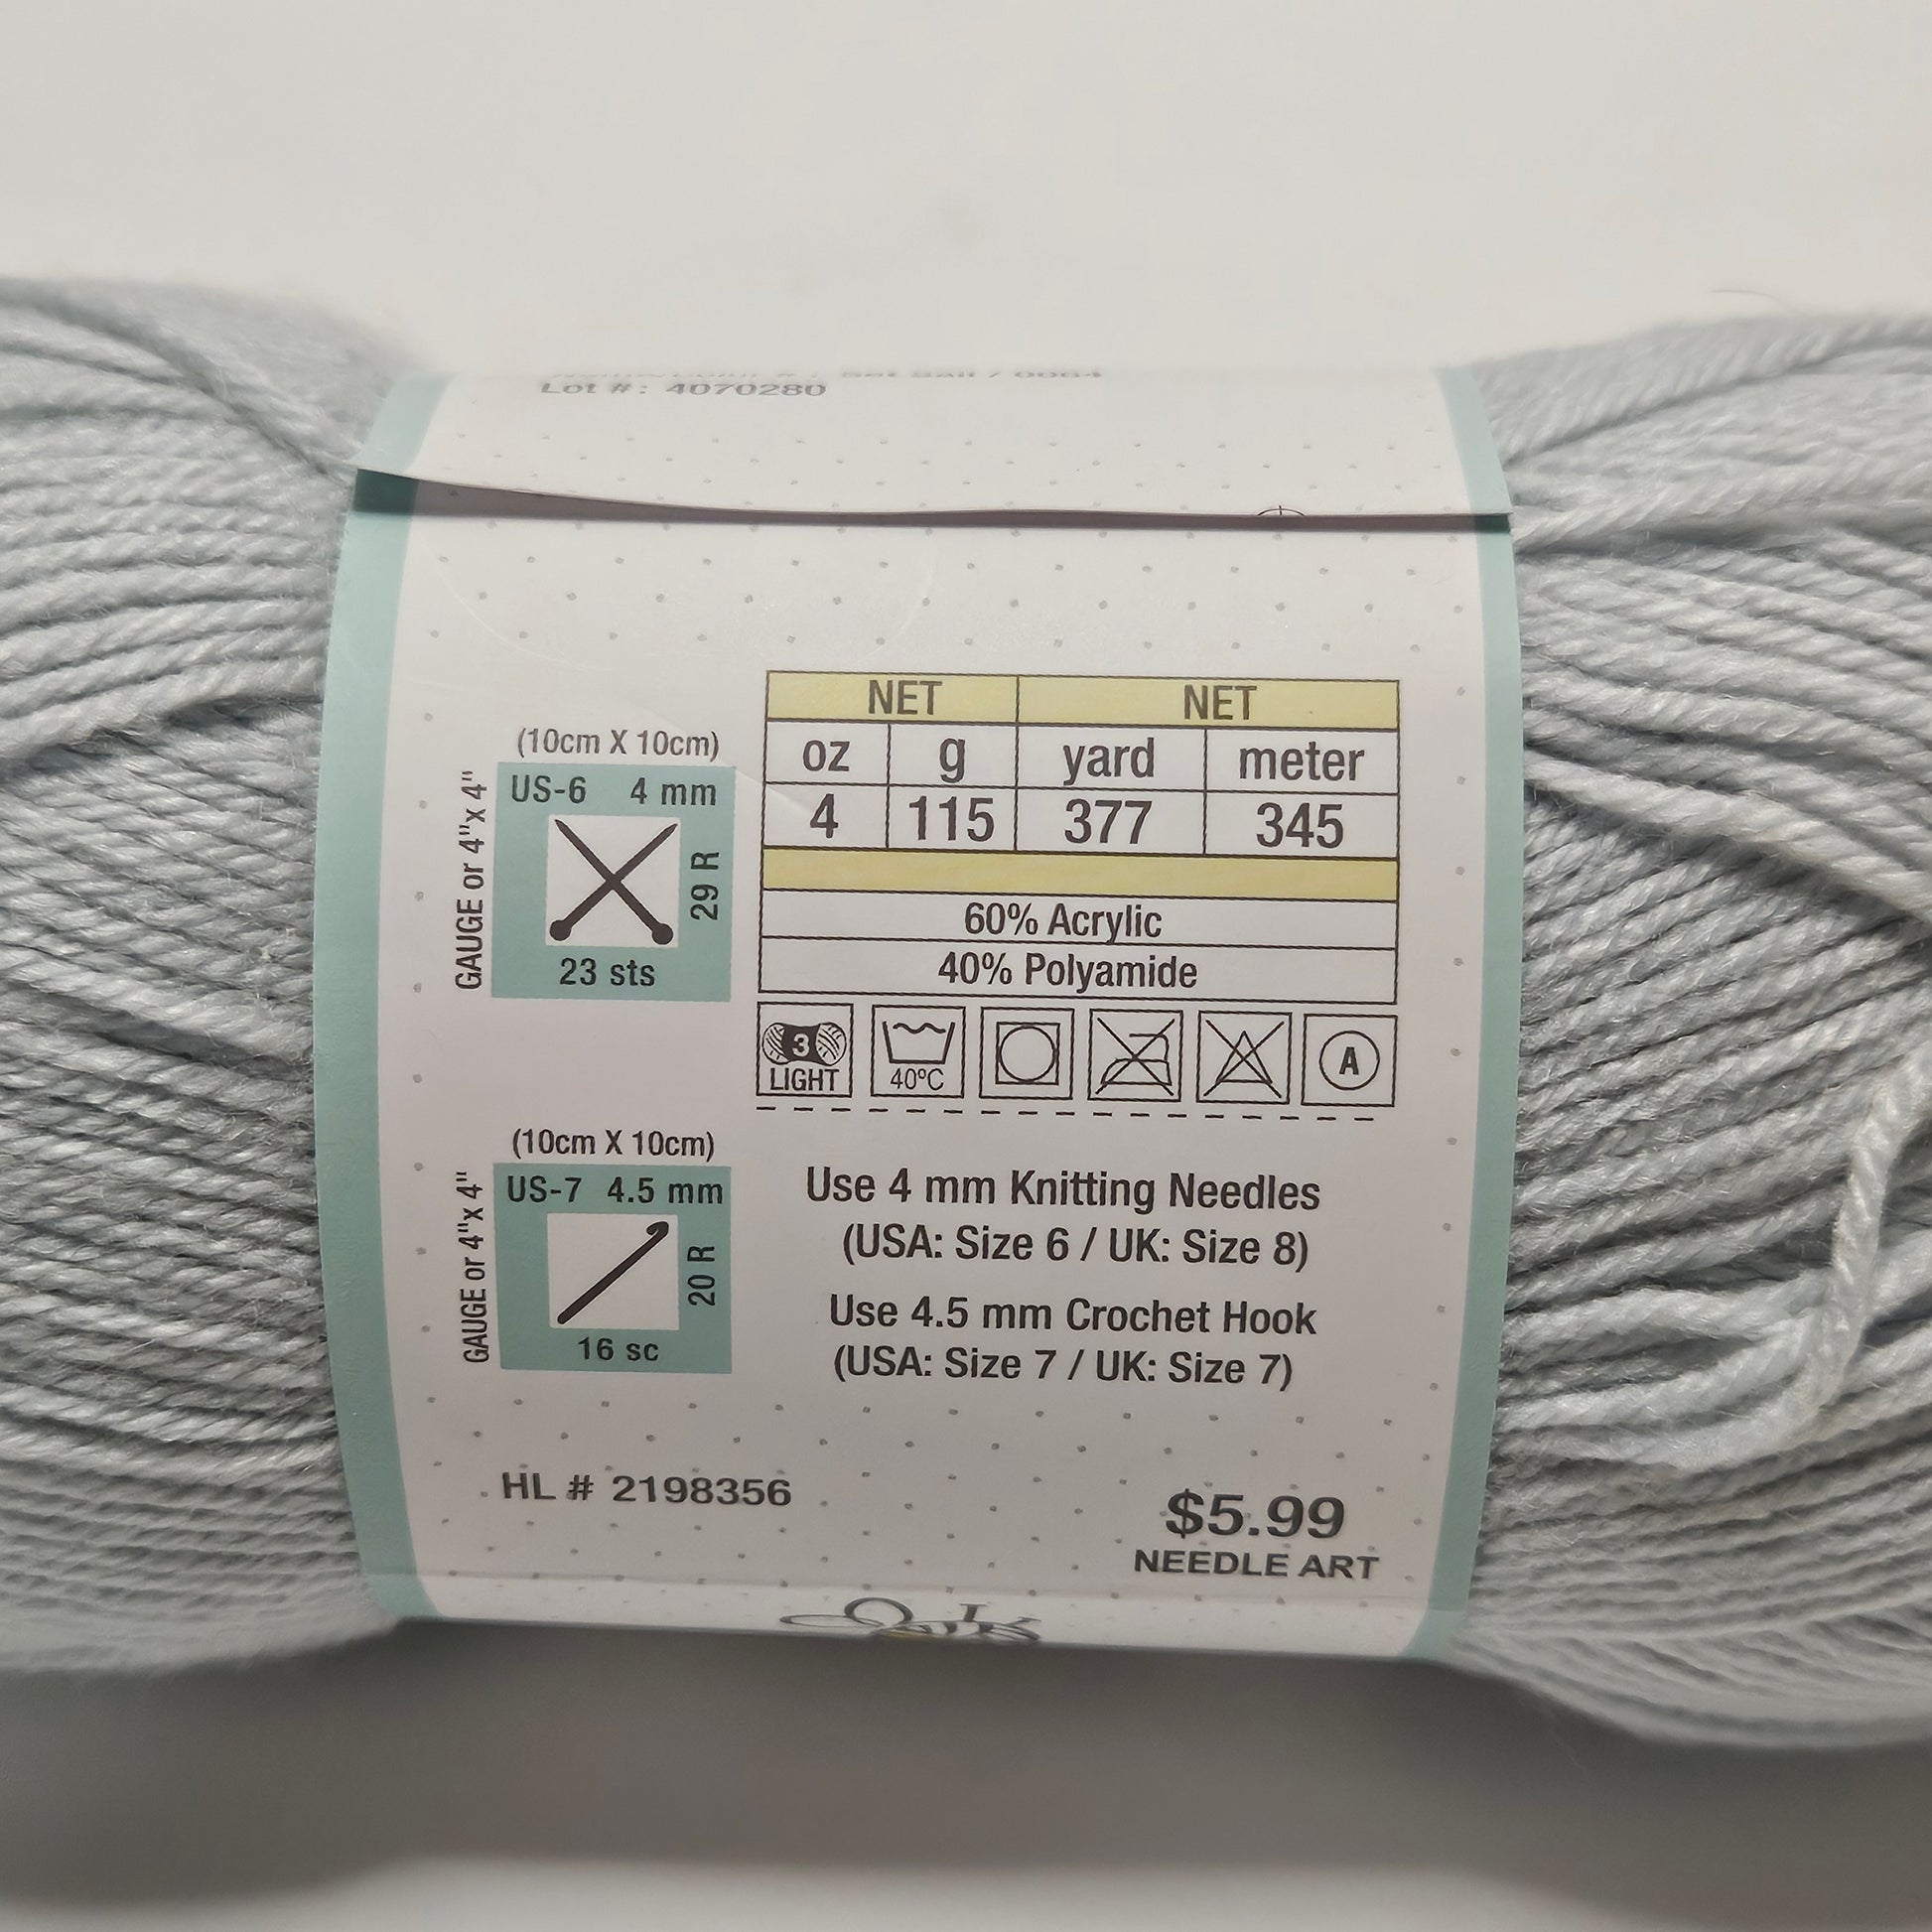 Lot #: 4070280
NET NET
oz g yard meter
4 115 377 345
60% Acrylic
40% Polyamide
3
LIGHT
40°C
A
(10cm X 10cm)
GAUGE or 4"x 4"
US-6 4 mm
29 R
23 sts
(10cm X 10cm)
GAUGE or 4"x 4"
US-7 4.5 mm
20 R
16 sc
Use 4 mm Knitting Needles
(USA: Size 6 / UK: Size 8)
Use 4.5 mm Crochet Hook
(USA: Size 7 / UK: Size 7)
HL # 2198356
$5.99
NEEDLE ART